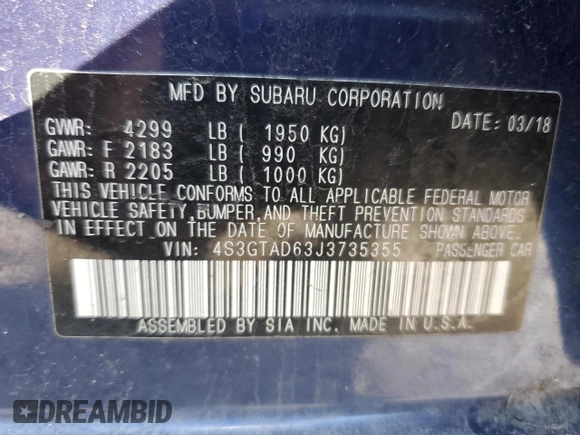 MFD BY SUBARU CORPORATION
DATE: 03/18
GVWR: 4299 LB ( 1950 KG)
GAWR: F 2183 LB ( 990 KG)
GAWR: R 2205 LB ( 1000 KG)
THIS VEHICLE CONFORMS TO ALL APPLICABLE FEDERAL MOTOR
VEHICLE SAFETY, BUMPER, AND THEFT PREVENTION STANDARDS
IN EFFECT ON THE DATE OF MANUFACTURE SHOWN ABOVE.
VIN: 4S3GTAD63J3735355 PASSENGER CAR
ASSEMBLED BY SIA INC. MADE IN U.S.A.
DREAMBID